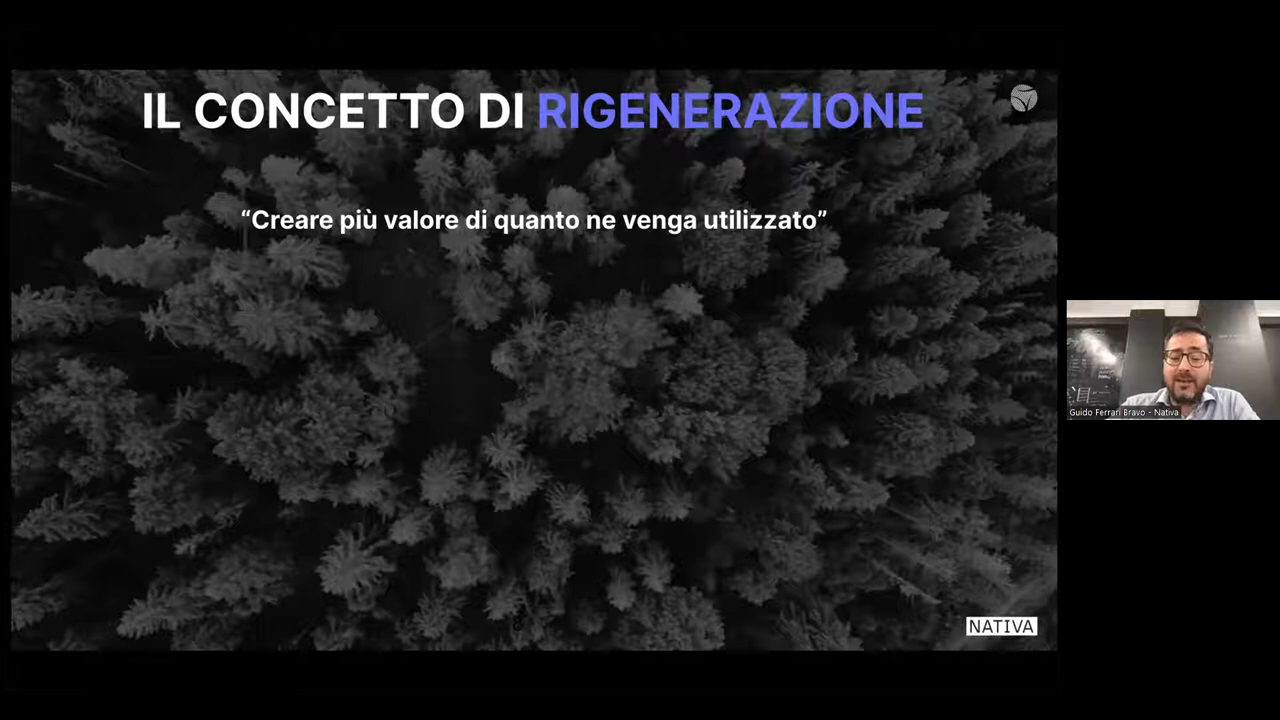 IL CONCETTO DI RIGENERAZIONE
“Creare più valore di quanto ne venga utilizzato”
Guido Ferrari Bravo - Nativa
NATIVA